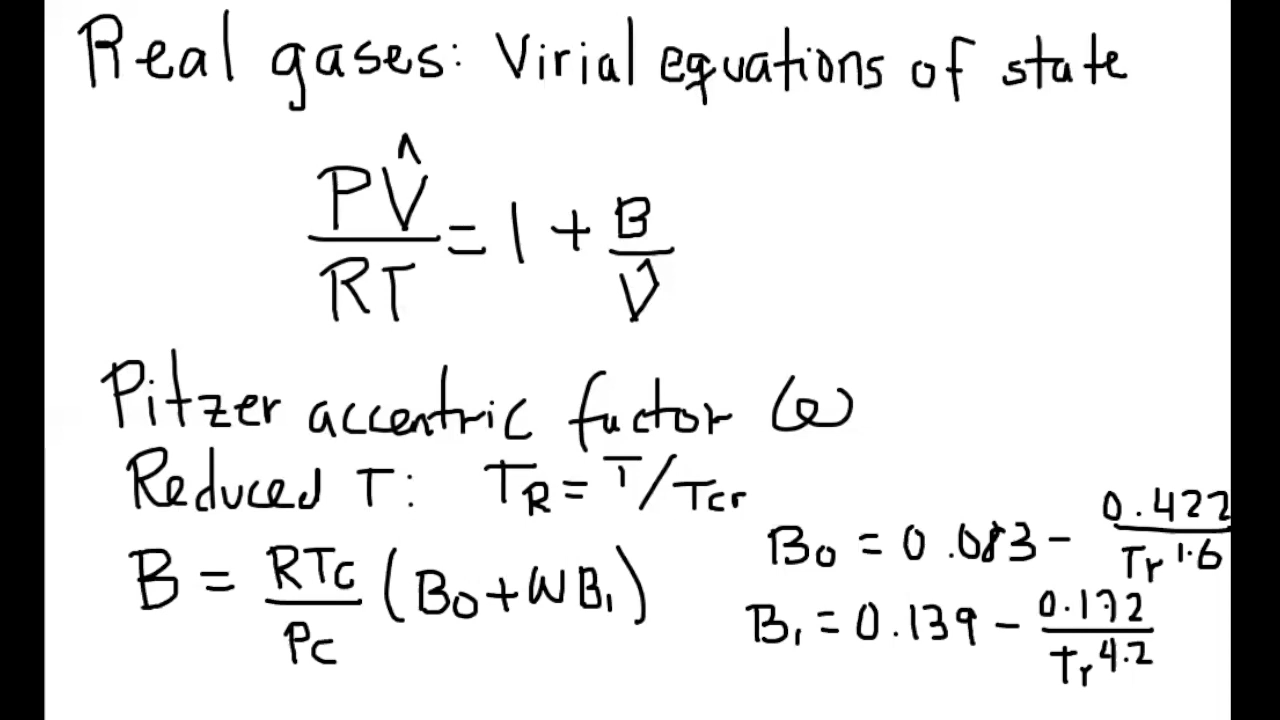 Real gases: Virial equations of state
PV̂/RT = 1 + B/V̂
Pitzer accentric factor ω
Reduced T: TR = T/Tcr
B = RTc/Pc (B0 + ωB1)
B0 = 0.083 - 0.422/Tr^1.6
B1 = 0.139 - 0.172/Tr^4.2